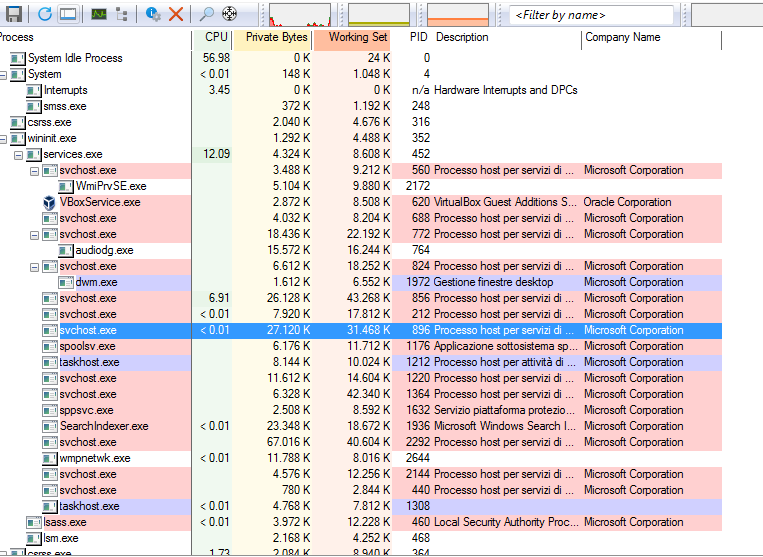 <Filter by name>
Process CPU Private Bytes Working Set PID Description Company Name
System Idle Process 56.98 0 K 24 K 0
System < 0.01 148 K 1.048 K 4
Interrupts 3.45 0 K 0 K n/a Hardware Interrupts and DPCs
smss.exe 372 K 1.192 K 248
csrss.exe 2.040 K 4.676 K 316
wininit.exe 1.292 K 4.488 K 352
services.exe 12.09 4.324 K 8.608 K 452
svchost.exe 3.488 K 9.212 K 560 Processo host per servizi di ... Microsoft Corporation
WmiPrvSE.exe 5.104 K 9.880 K 2172
VBoxService.exe 2.872 K 8.508 K 620 VirtualBox Guest Additions S... Oracle Corporation
svchost.exe 4.032 K 8.204 K 688 Processo host per servizi di ... Microsoft Corporation
svchost.exe 18.436 K 22.192 K 772 Processo host per servizi di ... Microsoft Corporation
audiodg.exe 15.572 K 16.244 K 764
svchost.exe 6.612 K 18.252 K 824 Processo host per servizi di ... Microsoft Corporation
dwm.exe 1.612 K 6.552 K 1972 Gestione finestre desktop Microsoft Corporation
svchost.exe 6.91 26.128 K 43.268 K 856 Processo host per servizi di ... Microsoft Corporation
svchost.exe < 0.01 7.920 K 17.812 K 212 Processo host per servizi di ... Microsoft Corporation
svchost.exe < 0.01 27.120 K 31.468 K 896 Processo host per servizi di ... Microsoft Corporation
spoolsv.exe 6.176 K 11.712 K 1176 Applicazione sottosistema sp... Microsoft Corporation
taskhost.exe 8.144 K 10.024 K 1212 Processo host per attività di ... Microsoft Corporation
svchost.exe 11.612 K 14.604 K 1220 Processo host per servizi di ... Microsoft Corporation
svchost.exe 6.328 K 42.340 K 1364 Processo host per servizi di ... Microsoft Corporation
sppsvc.exe 2.508 K 8.592 K 1632 Servizio piattaforma protezio... Microsoft Corporation
SearchIndexer.exe < 0.01 23.348 K 18.672 K 1936 Microsoft Windows Search I... Microsoft Corporation
svchost.exe 67.016 K 40.604 K 2292 Processo host per servizi di ... Microsoft Corporation
wmpnetwk.exe < 0.01 11.788 K 8.016 K 2644
svchost.exe 4.576 K 12.256 K 2144 Processo host per servizi di ... Microsoft Corporation
svchost.exe 780 K 2.844 K 440 Processo host per servizi di ... Microsoft Corporation
taskhost.exe < 0.01 4.768 K 7.812 K 1308
lsass.exe < 0.01 3.972 K 12.228 K 460 Local Security Authority Proc... Microsoft Corporation
lsm.exe 2.168 K 4.252 K 468
csrss.exe 1.73 2.084 K 8.940 K 364